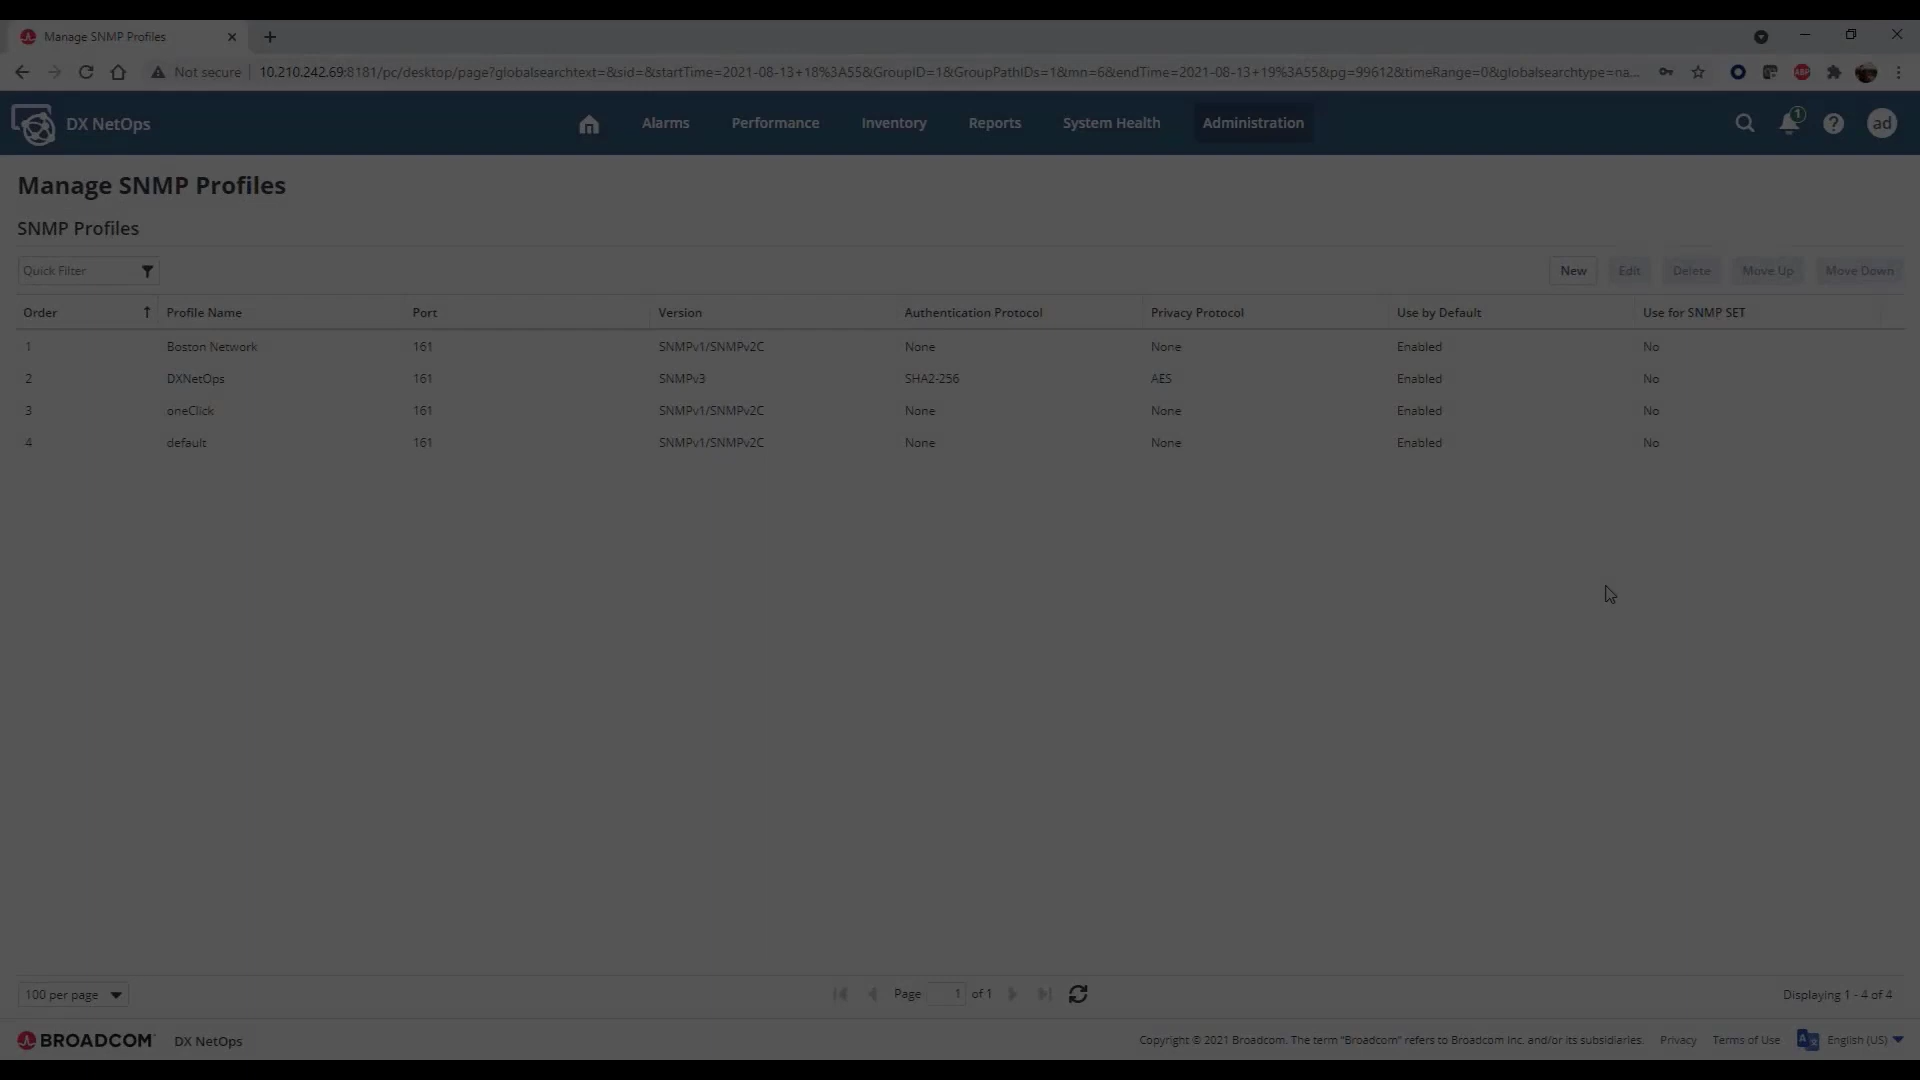 Manage SNMP Profiles
Not secure 10.210.242.69:8181/pc/desktop/page?globalsearchtext=&sid=&startTime=2021-08-13+18%3A55&GroupID=1&GroupPathIDs=1&mn=6&endTime=2021-08-13+19%3A55&pg=99612&timeRange=0&globalsearchtype=na...
ABP
DX NetOps Alarms Performance Inventory Reports System Health Administration 1 ? ad
Manage SNMP Profiles
SNMP Profiles
Quick Filter New Edit Delete Move Up Move Down
Order Profile Name Port Version Authentication Protocol Privacy Protocol Use by Default Use for SNMP SET
1 Boston Network 161 SNMPv1/SNMPv2C None None Enabled No
2 DXNetOps 161 SNMPv3 SHA2-256 AES Enabled No
3 oneClick 161 SNMPv1/SNMPv2C None None Enabled No
4 default 161 SNMPv1/SNMPv2C None None Enabled No
100 per page Page 1 of 1 Displaying 1 - 4 of 4
BROADCOM DX NetOps Copyright © 2021 Broadcom. The term "Broadcom" refers to Broadcom Inc. and/or its subsidiaries. Privacy Terms of Use English (US)